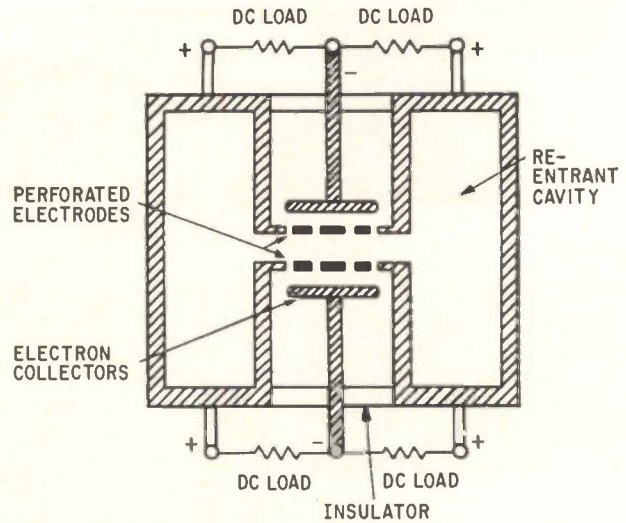 DC LOAD DC LOAD
+ − +
PERFORATED
ELECTRODES
RE-
ENTRANT
CAVITY
ELECTRON
COLLECTORS
+ − +
DC LOAD DC LOAD
INSULATOR